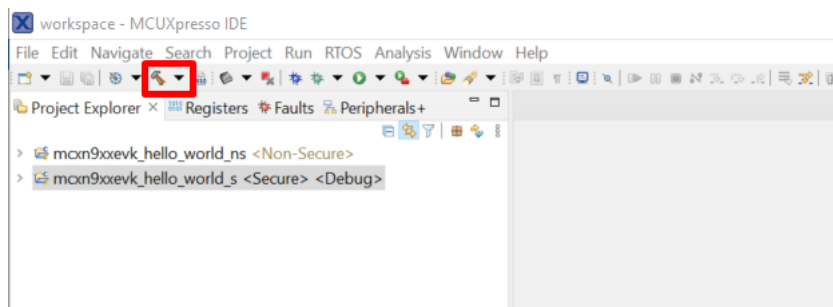 workspace - MCUXpresso IDE
File Edit Navigate Search Project Run RTOS Analysis Window Help
Project Explorer × Registers Faults Peripherals+
mcxn9xxevk_hello_world_ns <Non-Secure>
mcxn9xxevk_hello_world_s <Secure> <Debug>